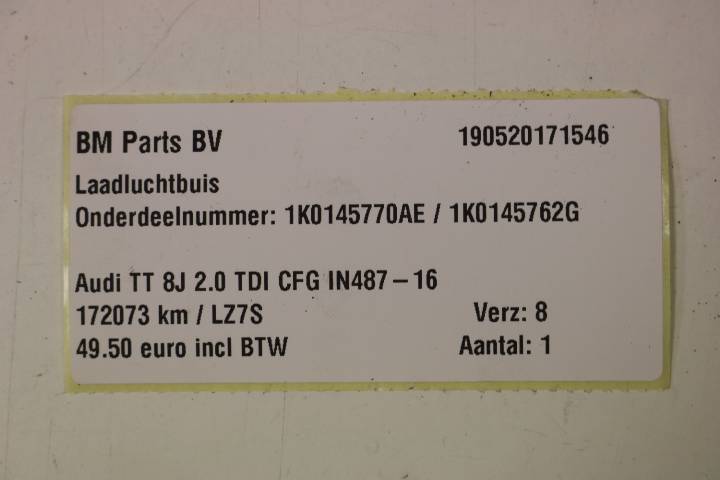 BM Parts BV 190520171546
Laadluchtbuis
Onderdeelnummer: 1K0145770AE / 1K0145762G
Audi TT 8J 2.0 TDI CFG IN487-16
172073 km / LZ7S Verz: 8
49.50 euro incl BTW Aantal: 1